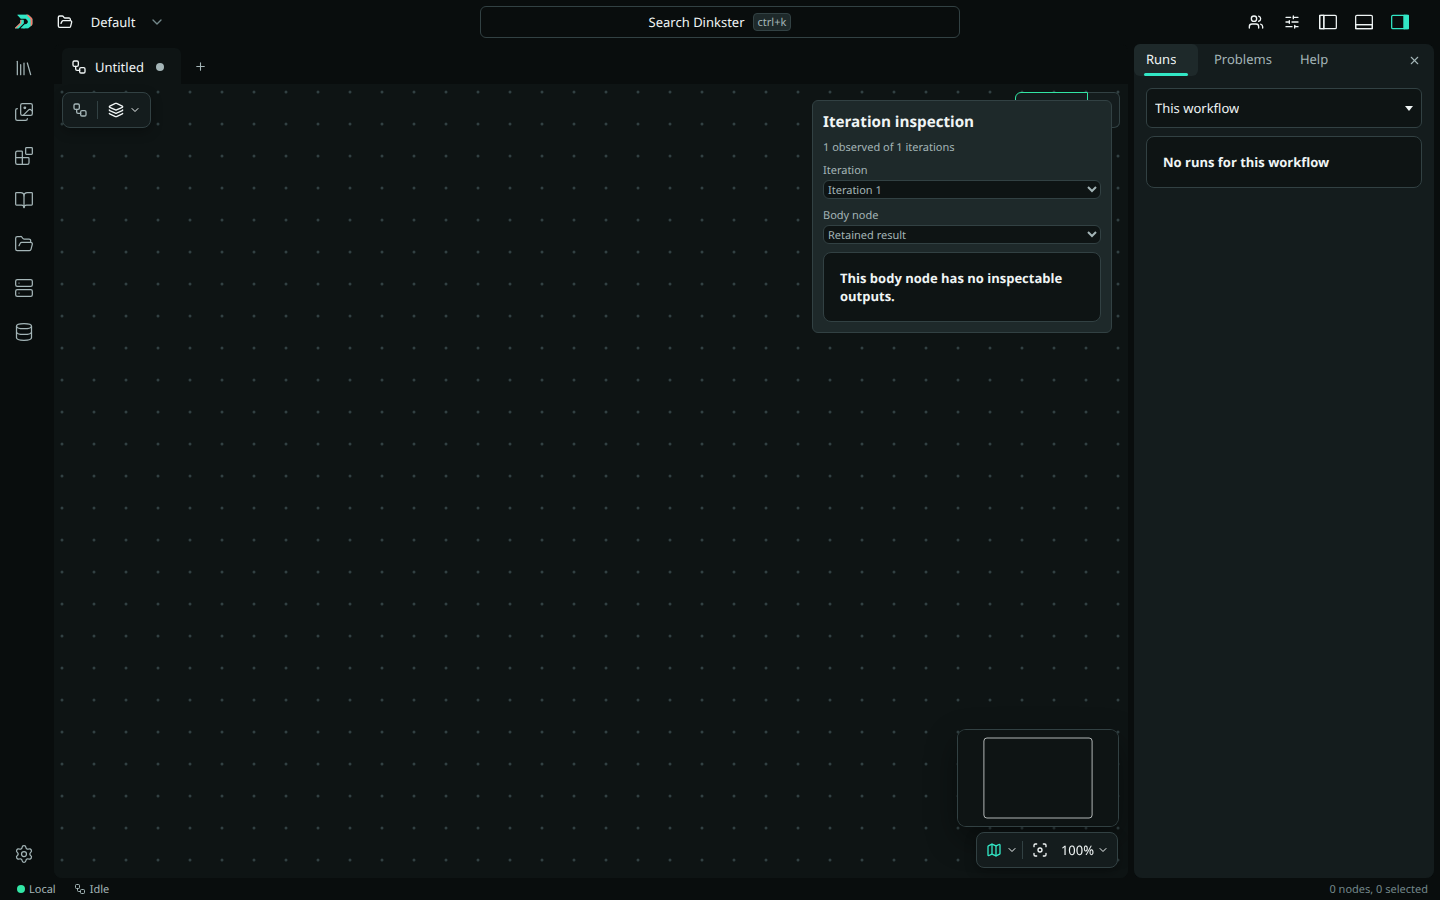 Default
Search Dinkster ctrl+k
Untitled
Runs
Problems
Help
This workflow
No runs for this workflow
Iteration inspection
1 observed of 1 iterations
Iteration
Iteration 1
Body node
Retained result
This body node has no inspectable
outputs.
100%
Local
Idle
0 nodes, 0 selected